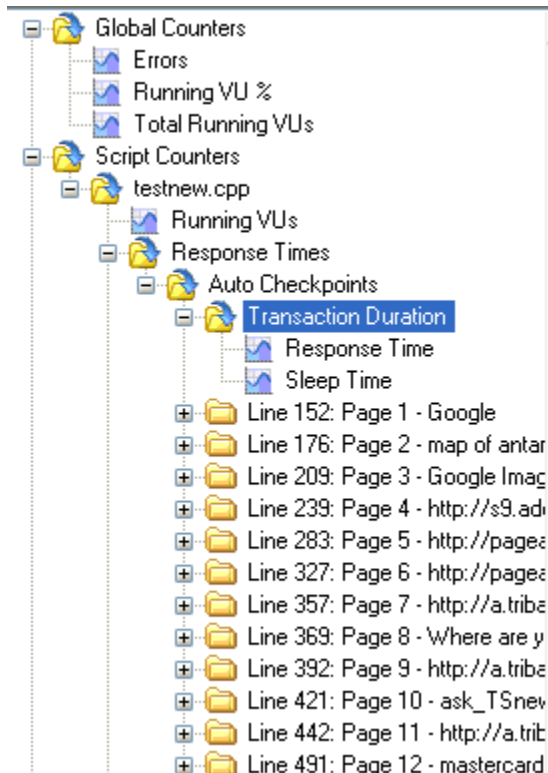 Global Counters
Errors
Running VU %
Total Running VUs
Script Counters
testnew.cpp
Running VUs
Response Times
Auto Checkpoints
Transaction Duration
Response Time
Sleep Time
Line 152: Page 1 - Google
Line 176: Page 2 - map of antar
Line 209: Page 3 - Google Imag
Line 239: Page 4 - http://s9.ad
Line 283: Page 5 - http://pagea
Line 327: Page 6 - http://pagea
Line 357: Page 7 - http://a.triba
Line 369: Page 8 - Where are y
Line 392: Page 9 - http://a.triba
Line 421: Page 10 - ask_TSnew
Line 442: Page 11 - http://a.trib
Line 491: Page 12 - mastercard